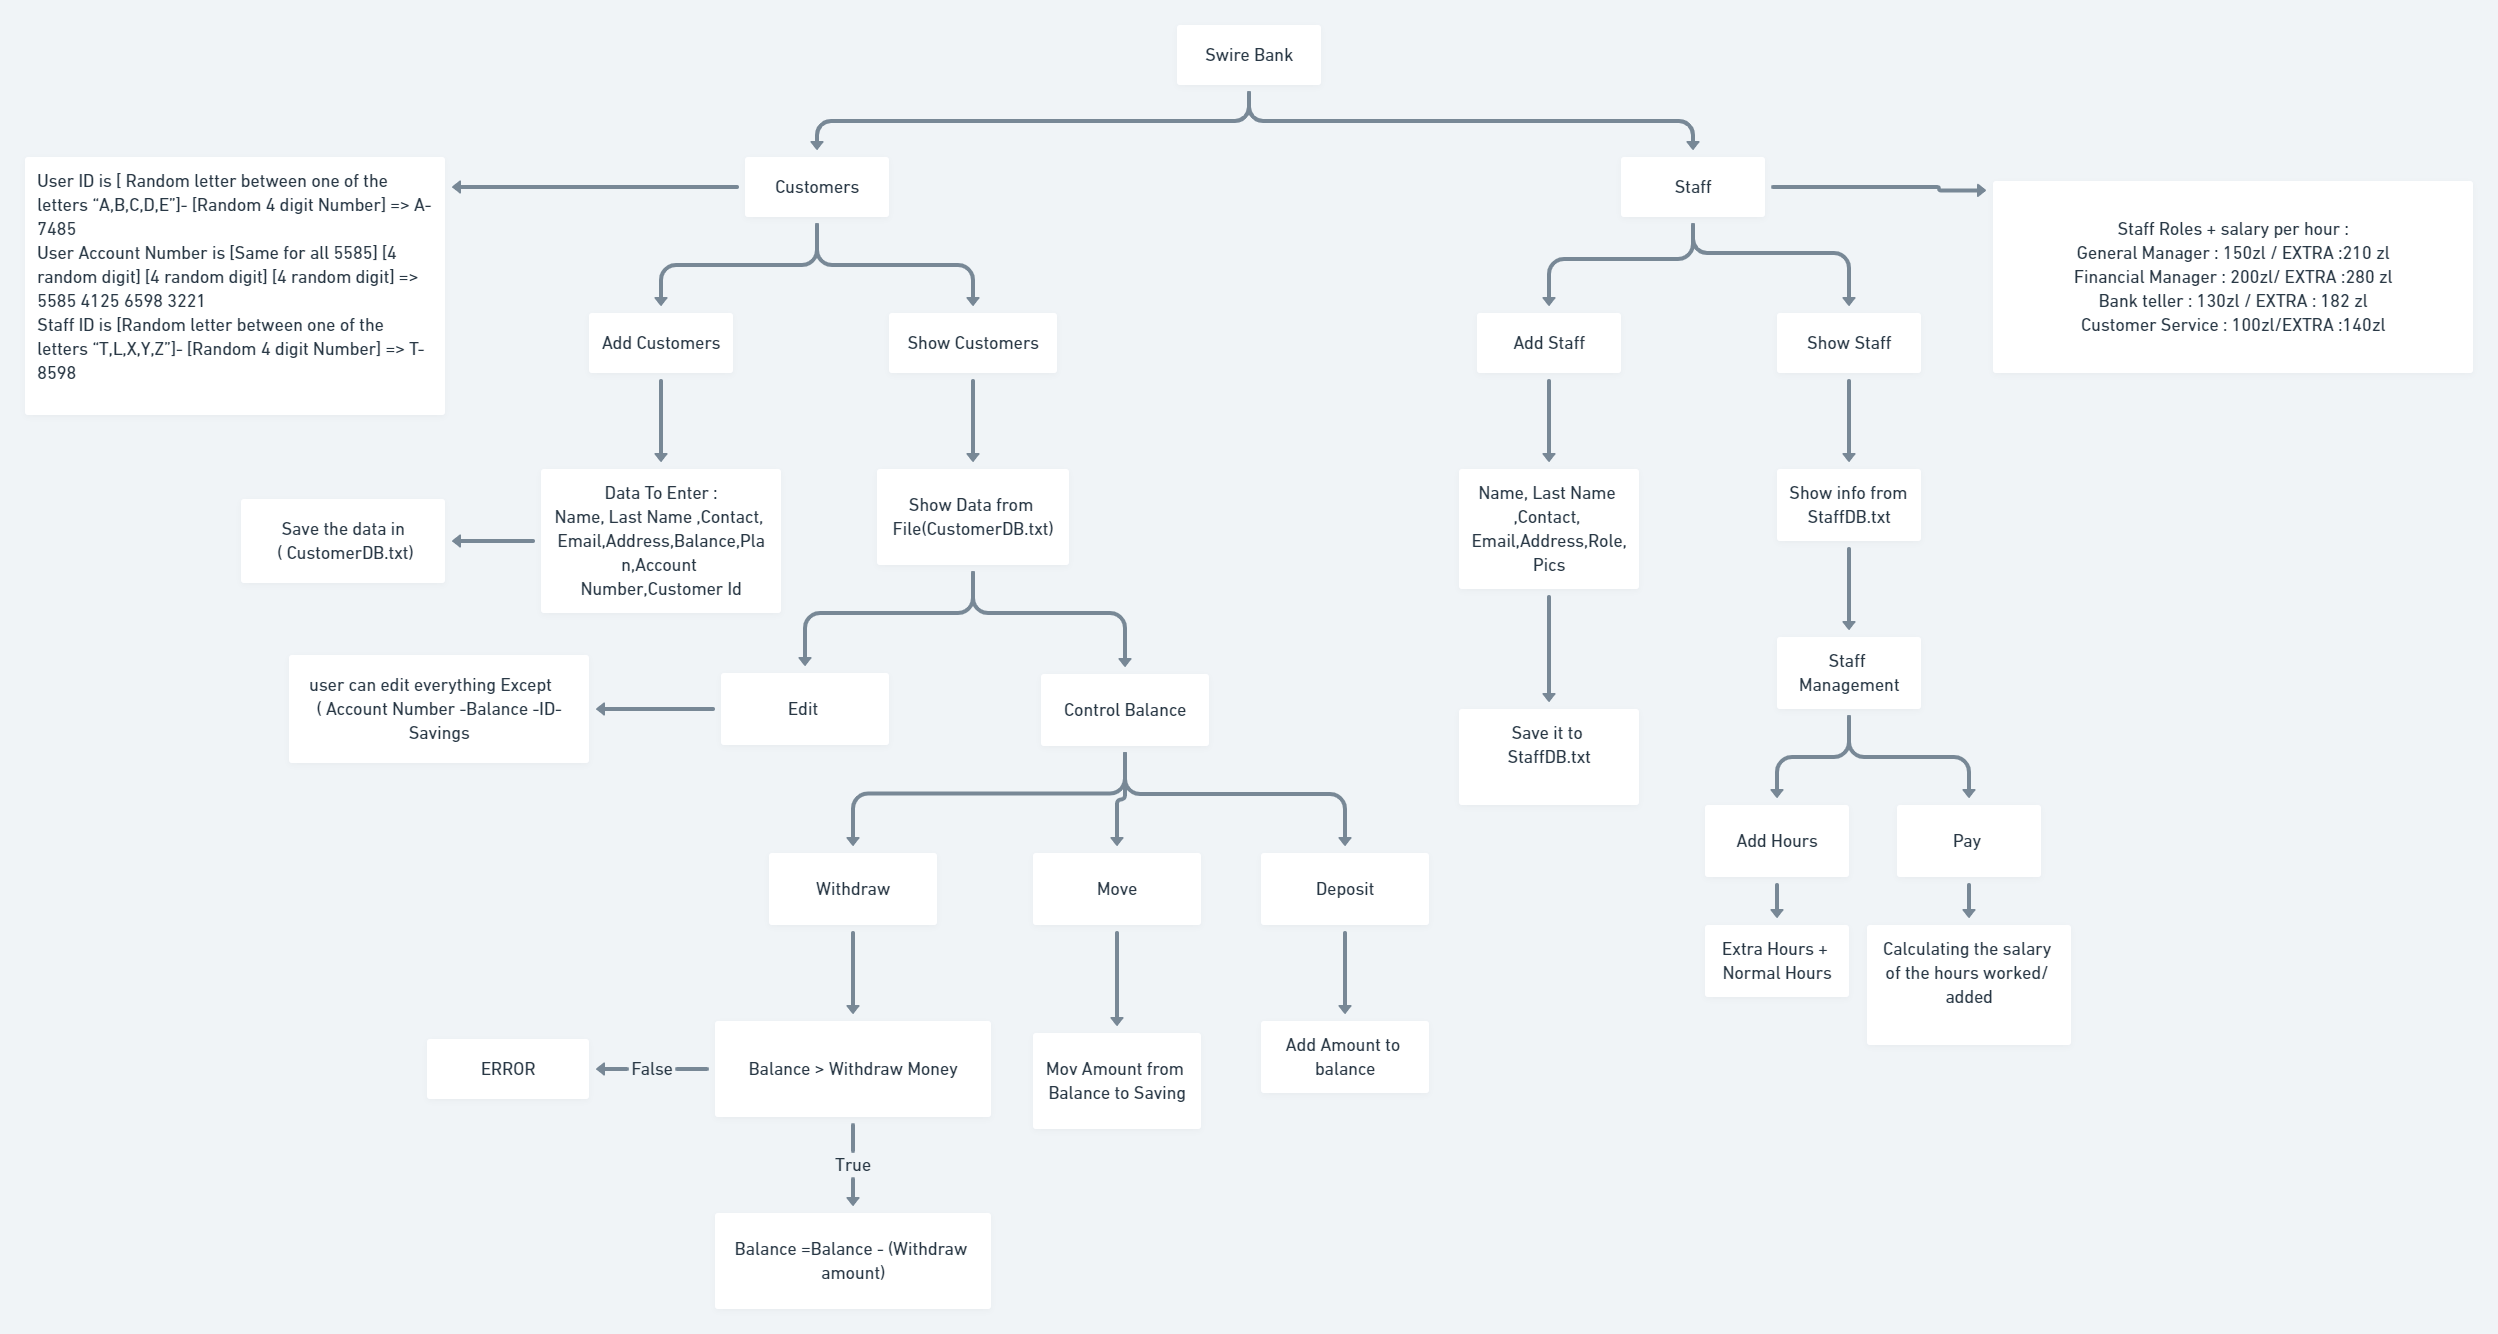 Swire Bank
Customers
Staff
User ID is [ Random letter between one of the
letters “A,B,C,D,E”]- [Random 4 digit Number] => A-
7485
User Account Number is [Same for all 5585] [4
random digit] [4 random digit] [4 random digit] =>
5585 4125 6598 3221
Staff ID is [Random letter between one of the
letters “T,L,X,Y,Z”]- [Random 4 digit Number] => T-
8598
Staff Roles + salary per hour :
General Manager : 150zl / EXTRA :210 zl
Financial Manager : 200zl/ EXTRA :280 zl
Bank teller : 130zl / EXTRA : 182 zl
Customer Service : 100zl/EXTRA :140zl
Add Customers
Show Customers
Add Staff
Show Staff
Save the data in
( CustomerDB.txt)
Data To Enter :
Name, Last Name ,Contact,
Email,Address,Balance,Pla
n,Account
Number,Customer Id
Show Data from
File(CustomerDB.txt)
Name, Last Name
,Contact,
Email,Address,Role,
Pics
Show info from
StaffDB.txt
user can edit everything Except
( Account Number -Balance -ID-
Savings
Edit
Control Balance
Save it to
StaffDB.txt
Staff
Management
Withdraw
Move
Deposit
Add Hours
Pay
Extra Hours +
Normal Hours
Calculating the salary
of the hours worked/
added
ERROR
False
Balance > Withdraw Money
Mov Amount from
Balance to Saving
Add Amount to
balance
True
Balance =Balance - (Withdraw
amount)